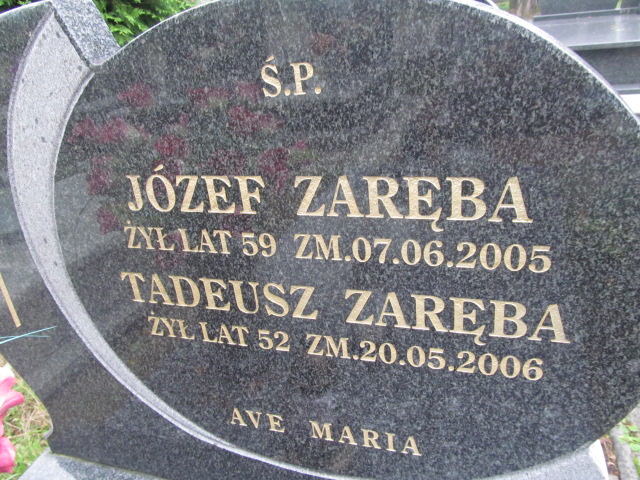 Ś.P.
JÓZEF ZARĘBA
ŻYŁ LAT 59 ZM.07.06.2005
TADEUSZ ZARĘBA
ŻYŁ LAT 52 ZM.20.05.2006
AVE MARIA